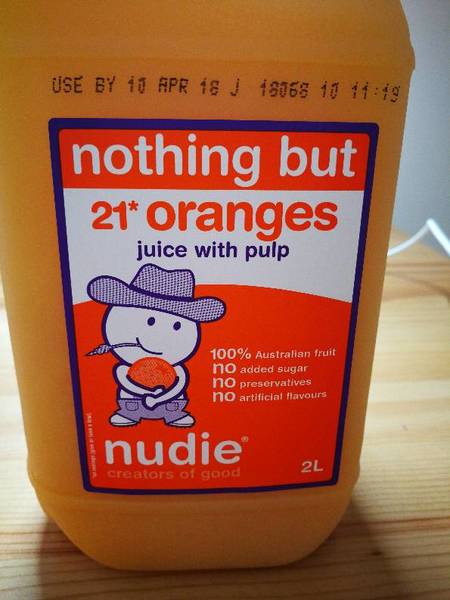 USE BY 10 APR 18 J 18068 10 11:19
nothing but
21* oranges
juice with pulp
100% Australian fruit
no added sugar
no preservatives
no artificial flavours
nudie®
creators of good
2L